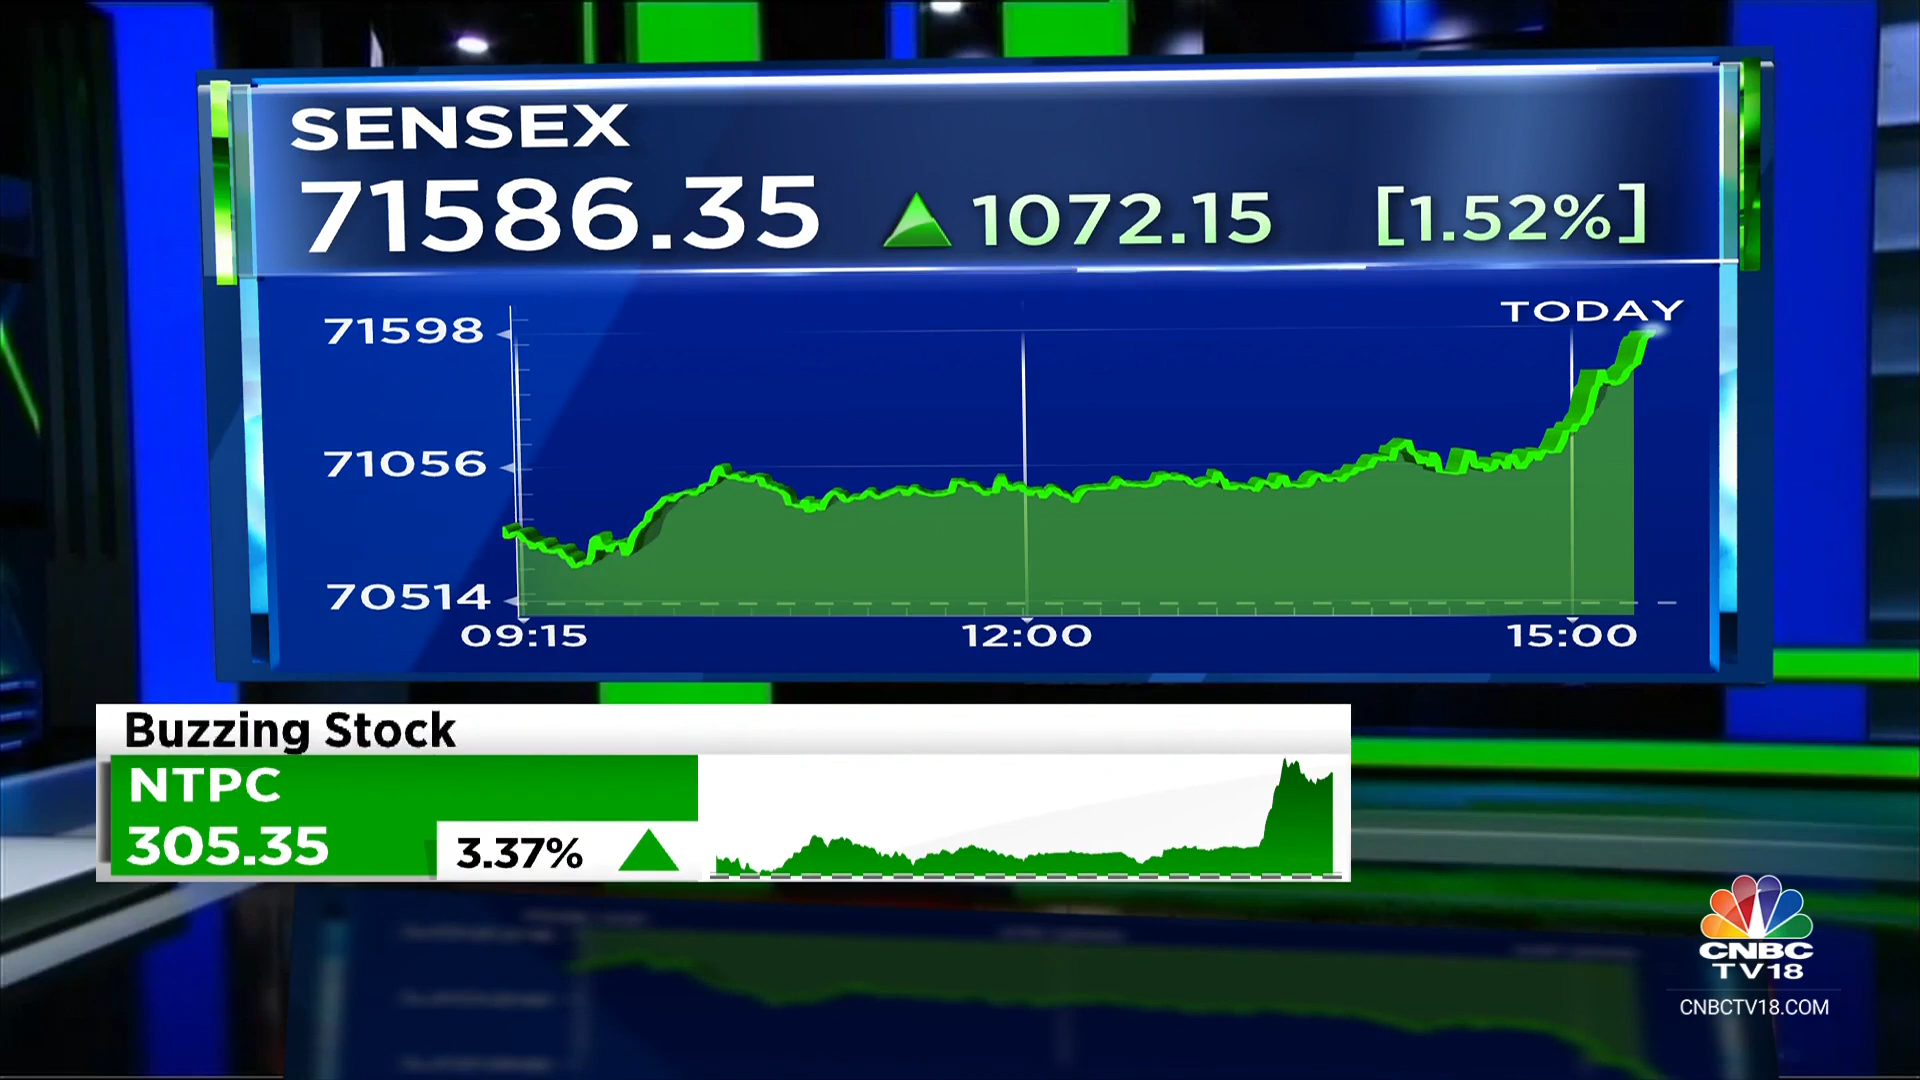 SENSEX
71586.35 1072.15 [1.52%]
TODAY
71598
71056
70514
09:15 12:00 15:00
Buzzing Stock
NTPC
305.35
3.37%
CNBC
TV18
CNBCTV18.COM